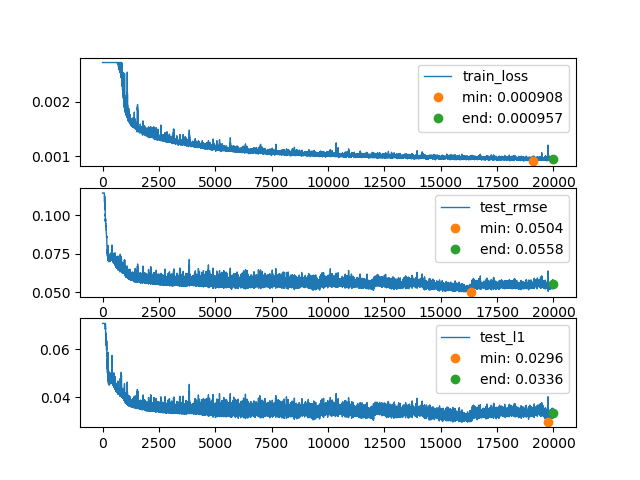 train_loss
min: 0.000908
end: 0.000957
0.002
0.001
0 2500 5000 7500 10000 12500 15000 17500 20000
test_rmse
min: 0.0504
end: 0.0558
0.100
0.075
0.050
0 2500 5000 7500 10000 12500 15000 17500 20000
test_l1
min: 0.0296
end: 0.0336
0.06
0.04
0 2500 5000 7500 10000 12500 15000 17500 20000